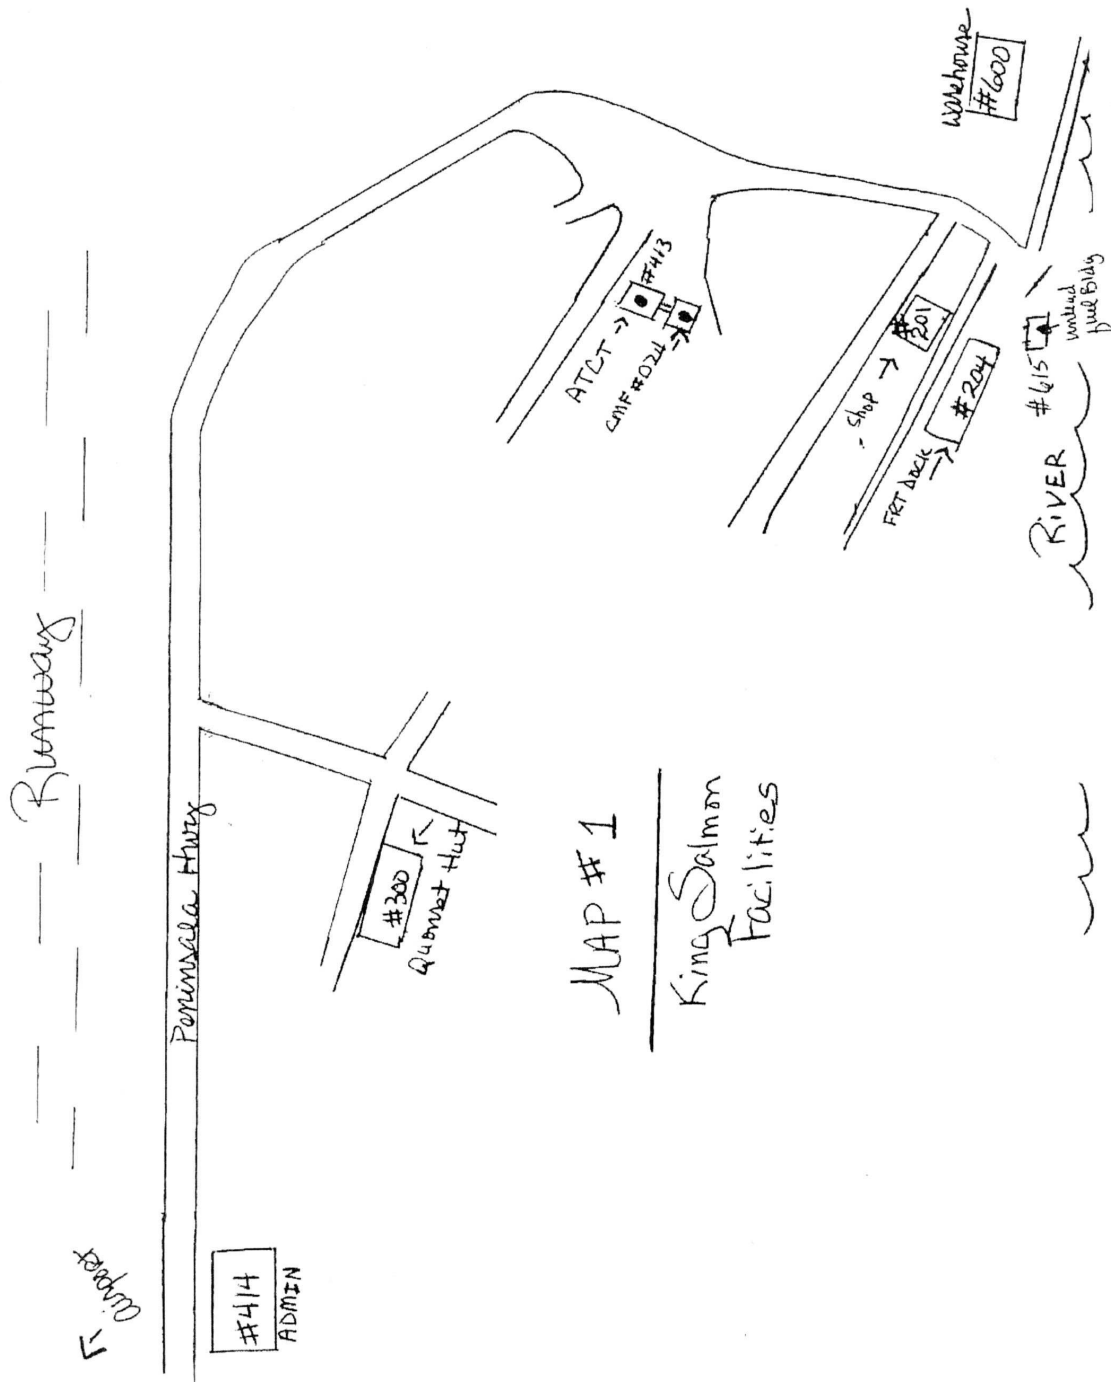 Runway
airport
Peninsula Hwy
#414
ADMIN
#300
Quonset Hut
ATCT
#413
CMF #024
MAP # 1
King Salmon
Facilities
Shop
#201
FRT DOCK
#204
Warehouse
#600
RIVER
#615
unlead
fuel Bldg